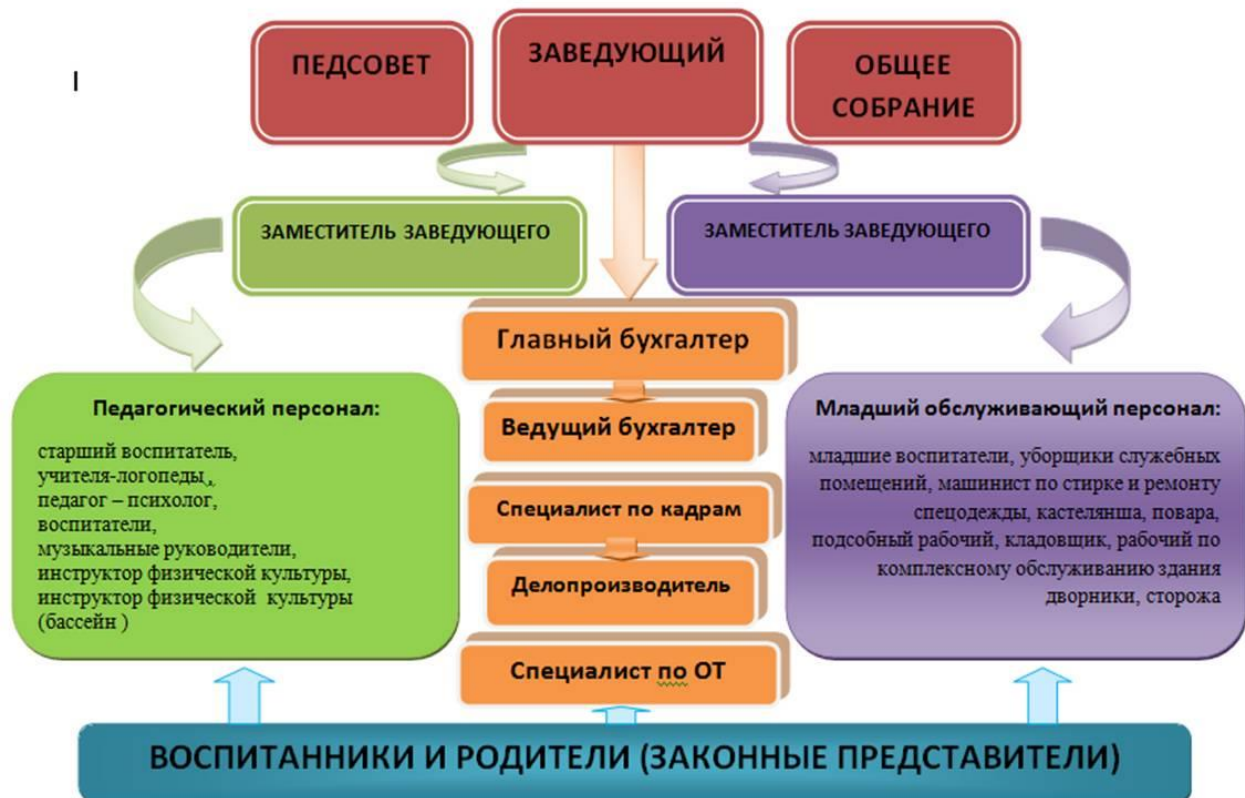 I
ПЕДСОВЕТ
ЗАВЕДУЮЩИЙ
ОБЩЕЕ
СОБРАНИЕ
ЗАМЕСТИТЕЛЬ ЗАВЕДУЮЩЕГО
ЗАМЕСТИТЕЛЬ ЗАВЕДУЮЩЕГО
Главный бухгалтер
Ведущий бухгалтер
Специалист по кадрам
Делопроизводитель
Специалист по ОТ
Педагогический персонал:
старший воспитатель,
учителя-логопеды,
педагог – психолог,
воспитатели,
музыкальные руководители,
инструктор физической культуры,
инструктор физической культуры
(бассейн )
Младший обслуживающий персонал:
младшие воспитатели, уборщики служебных
помещений, машинист по стирке и ремонту
спецодежды, кастелянша, повара,
подсобный рабочий, кладовщик, рабочий по
комплексному обслуживанию здания
дворники, сторожа
ВОСПИТАННИКИ И РОДИТЕЛИ (ЗАКОННЫЕ ПРЕДСТАВИТЕЛИ)